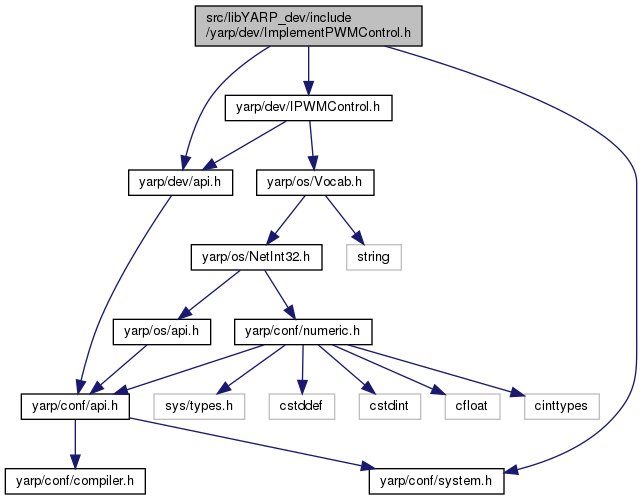 src/libYARP_dev/include
/yarp/dev/ImplementPWMControl.h
yarp/dev/IPWMControl.h
yarp/dev/api.h
yarp/os/Vocab.h
yarp/os/NetInt32.h
string
yarp/os/api.h
yarp/conf/numeric.h
yarp/conf/api.h
sys/types.h
cstddef
cstdint
cfloat
cinttypes
yarp/conf/compiler.h
yarp/conf/system.h